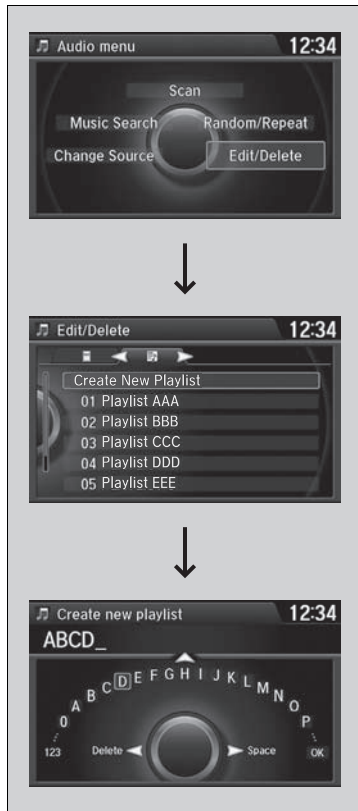 Audio menu 12:34
Scan
Music Search Random/Repeat
Change Source Edit/Delete
Edit/Delete 12:34
Create New Playlist
01 Playlist AAA
02 Playlist BBB
03 Playlist CCC
04 Playlist DDD
05 Playlist EEE
Create new playlist 12:34
ABCD_
0 A B C D E F G H I J K L M N O P
123 Delete Space OK